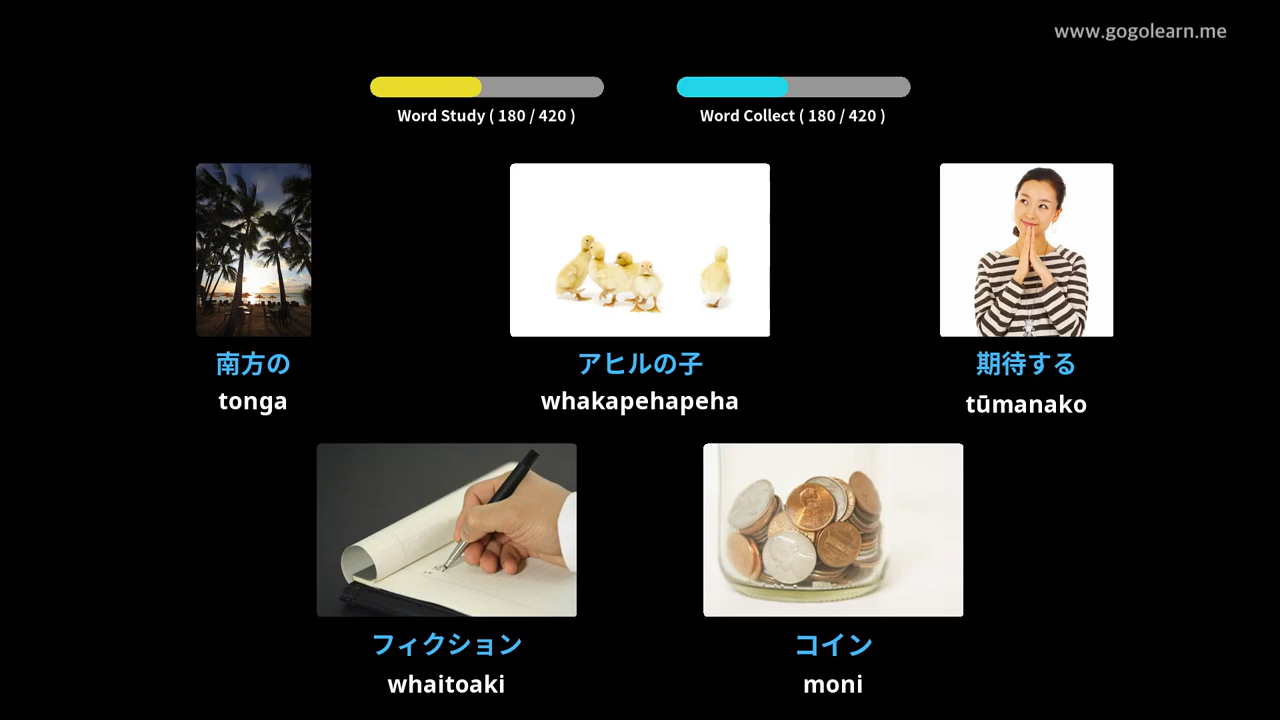 www.gogolearn.me
Word Study ( 180 / 420 )
Word Collect ( 180 / 420 )
南方の
tonga
アヒルの子
whakapehapeha
期待する
tūmanako
フィクション
whaitoaki
コイン
moni